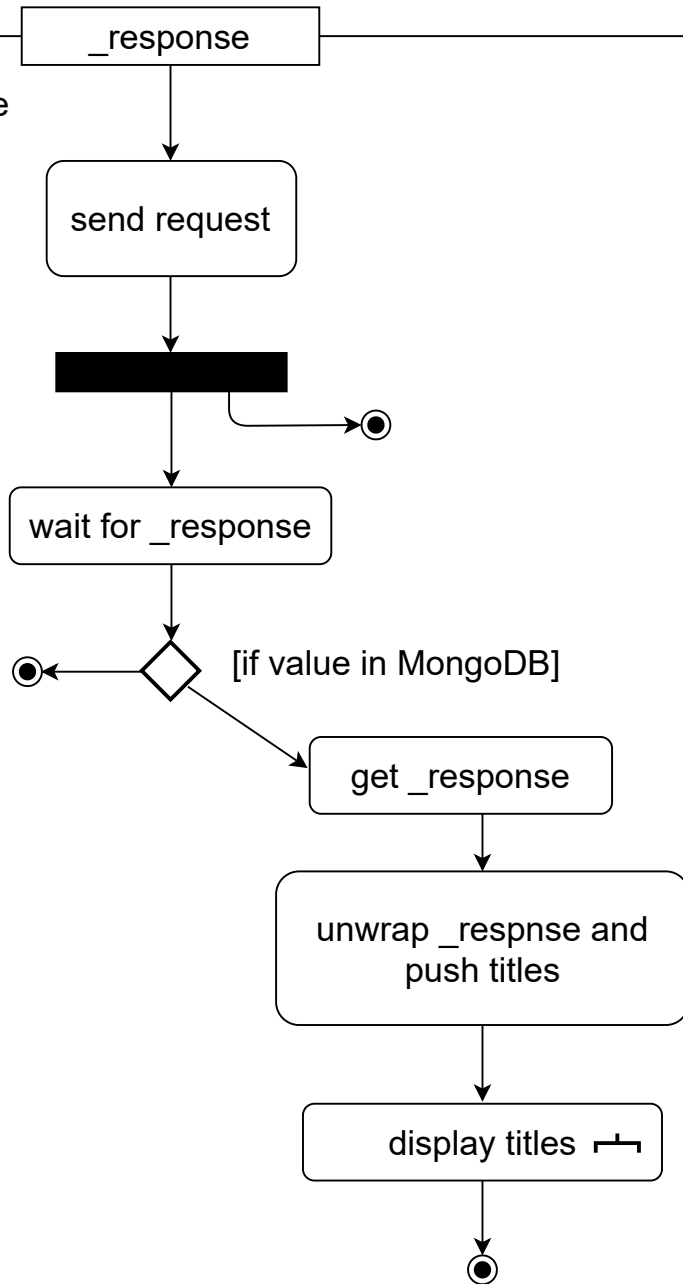 _response
e
send request
wait for _response
[if value in MongoDB]
get _response
unwrap _respnse and
push titles
display titles